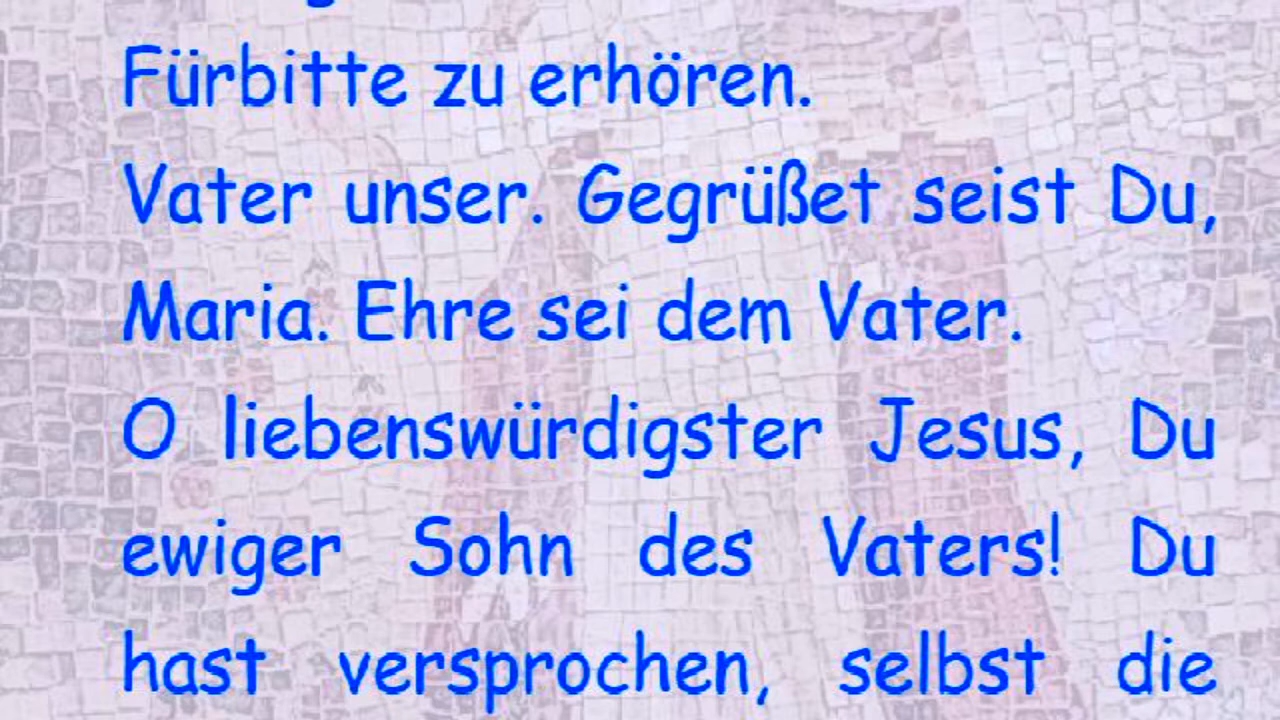 Fürbitte zu erhören.
Vater unser. Gegrüßet seist Du,
Maria. Ehre sei dem Vater.
O liebenswürdigster Jesus, Du
ewiger Sohn des Vaters! Du
hast versprochen, selbst die